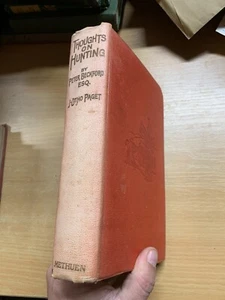 THOUGHTS
ON
HUNTING
BY
PETER BECKFORD
ESQ.
J. OTHO PAGET
METHUEN